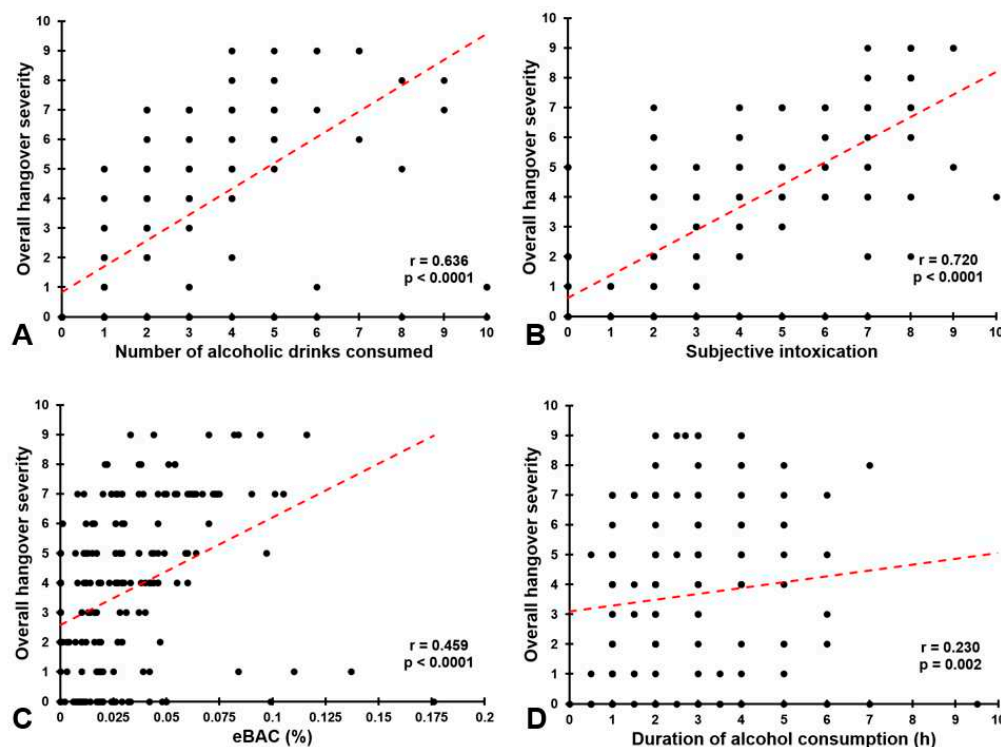 10
9
8
7
6
5
4
3
2
1
0
Overall hangover severity
r = 0.636
p < 0.0001
0 1 2 3 4 5 6 7 8 9 10
A
Number of alcoholic drinks consumed
10
9
8
7
6
5
4
3
2
1
0
Overall hangover severity
r = 0.720
p < 0.0001
0 1 2 3 4 5 6 7 8 9 10
B
Subjective intoxication
10
9
8
7
6
5
4
3
2
1
0
Overall hangover severity
r = 0.459
p < 0.0001
0 0.025 0.05 0.075 0.1 0.125 0.15 0.175 0.2
C
eBAC (%)
10
9
8
7
6
5
4
3
2
1
0
Overall hangover severity
r = 0.230
p = 0.002
0 1 2 3 4 5 6 7 8 9 10
D
Duration of alcohol consumption (h)